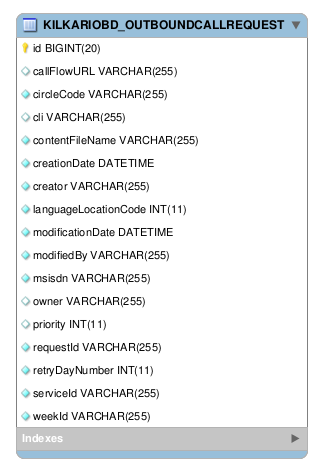 KILKARIOBD_OUTBOUNDCALLREQUEST
id BIGINT(20)
callFlowURL VARCHAR(255)
circleCode VARCHAR(255)
cli VARCHAR(255)
contentFileName VARCHAR(255)
creationDate DATETIME
creator VARCHAR(255)
languageLocationCode INT(11)
modificationDate DATETIME
modifiedBy VARCHAR(255)
msisdn VARCHAR(255)
owner VARCHAR(255)
priority INT(11)
requestId VARCHAR(255)
retryDayNumber INT(11)
serviceId VARCHAR(255)
weekId VARCHAR(255)
Indexes